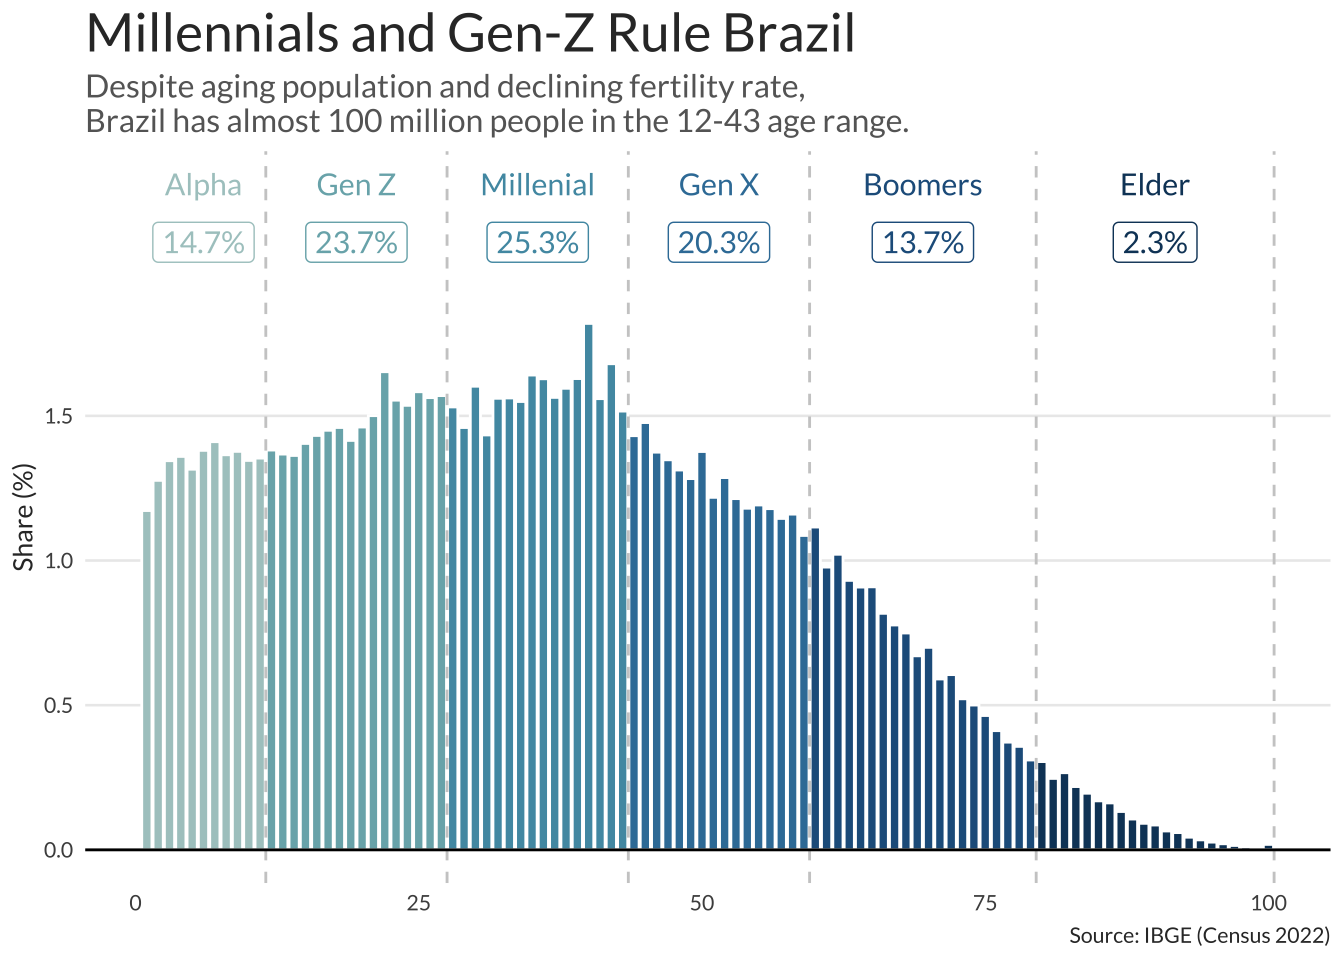 Millennials and Gen-Z Rule Brazil
Despite aging population and declining fertility rate,
Brazil has almost 100 million people in the 12-43 age range.
Alpha Gen Z Millenial Gen X Boomers Elder
14.7% 23.7% 25.3% 20.3% 13.7% 2.3%
1.5
1.0
0.5
0.0
Share (%)
0 25 50 75 100
Source: IBGE (Census 2022)